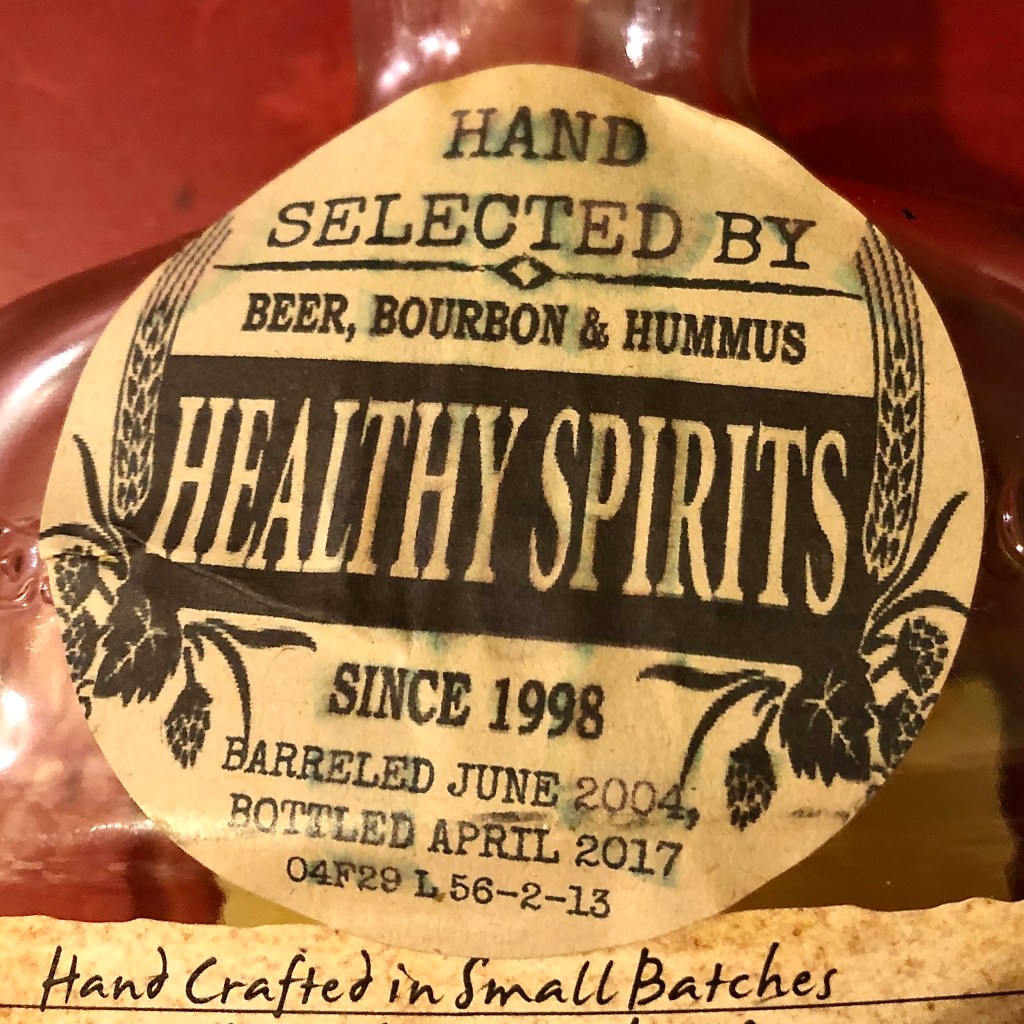 HAND
SELECTED BY
BEER, BOURBON & HUMMUS
HEALTHY SPIRITS
SINCE 1998
BARRELED JUNE 2004,
BOTTLED APRIL 2017
04F29 L 56-2-13
Hand Crafted in Small Batches